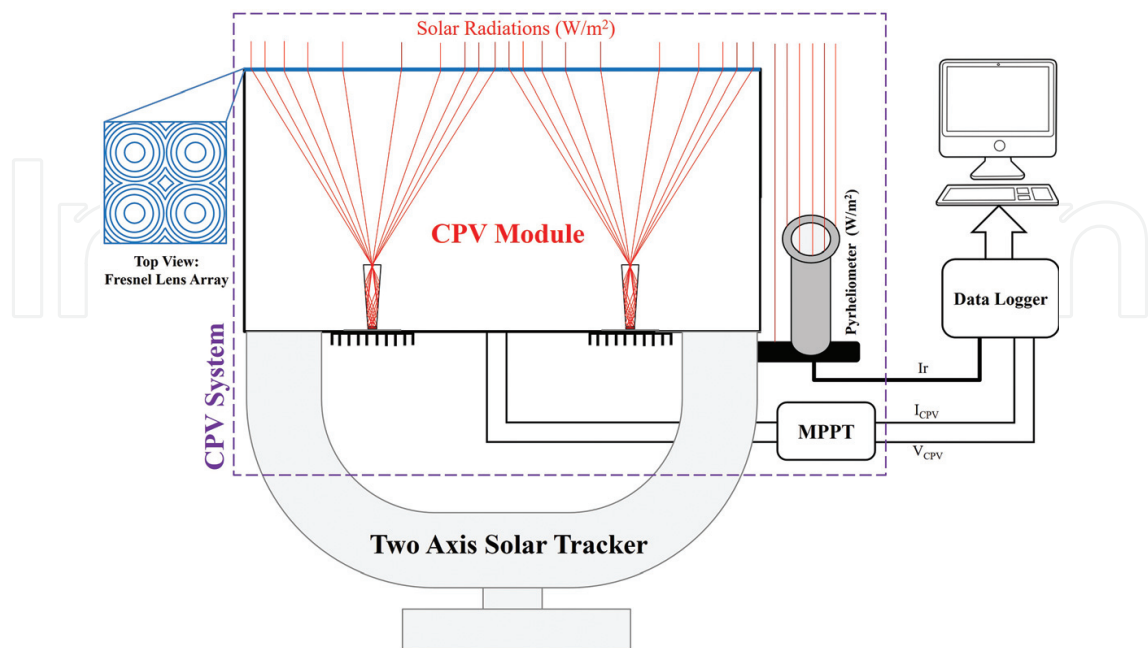 Solar Radiations (W/m²)
Top View:
Fresnel Lens Array
CPV Module
Pyrheliometer (W/m²)
Data Logger
CPV System
Ir
I_CPV
MPPT
V_CPV
Two Axis Solar Tracker